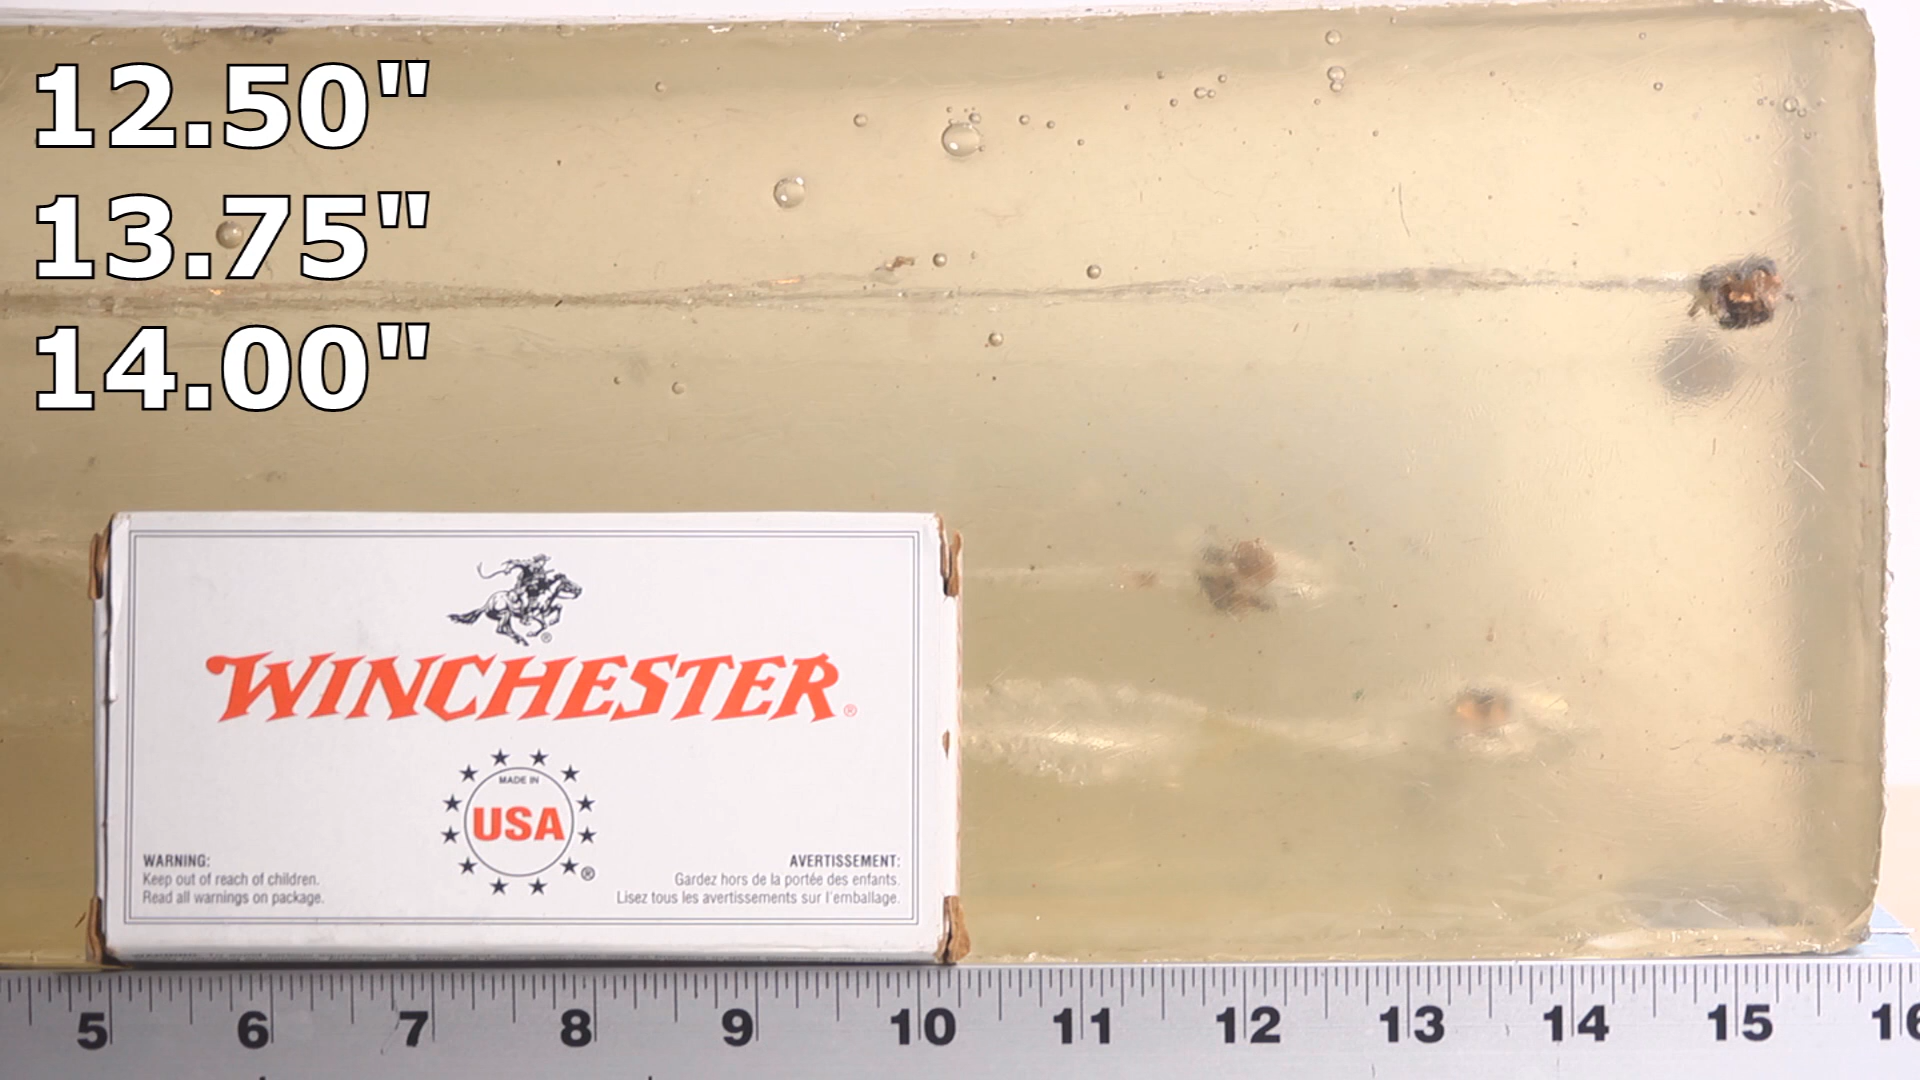 12.50"
13.75"
14.00"
WINCHESTER®
MADE IN
USA
®
WARNING:
Keep out of reach of children.
Read all warnings on package.
AVERTISSEMENT:
Gardez hors de la portée des enfants.
Lisez tous les avertissements sur l'emballage.
5 6 7 8 9 10 11 12 13 14 15 16